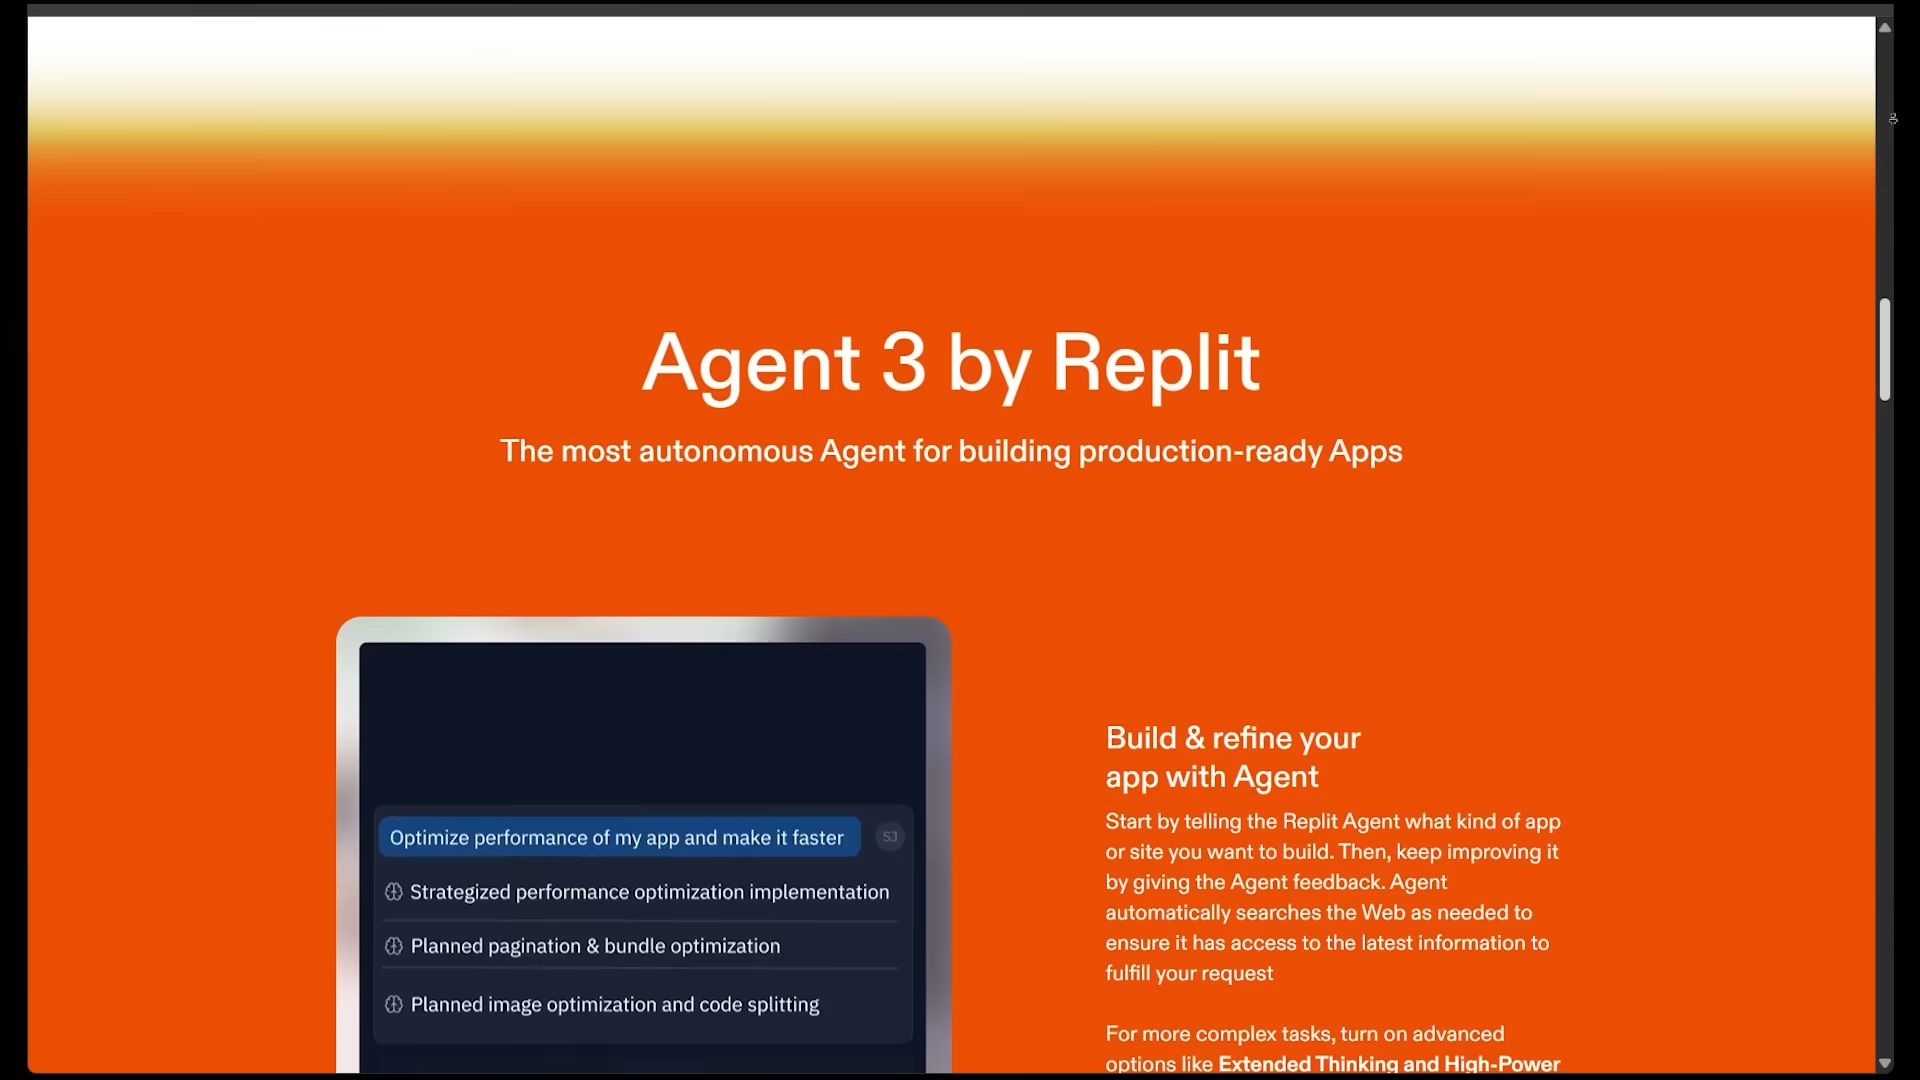 Agent 3 by Replit
The most autonomous Agent for building production-ready Apps
Optimize performance of my app and make it faster
SJ
Strategized performance optimization implementation
Planned pagination & bundle optimization
Planned image optimization and code splitting
Build & refine your
app with Agent
Start by telling the Replit Agent what kind of app
or site you want to build. Then, keep improving it
by giving the Agent feedback. Agent
automatically searches the Web as needed to
ensure it has access to the latest information to
fulfill your request
For more complex tasks, turn on advanced
options like Extended Thinking and High-Power